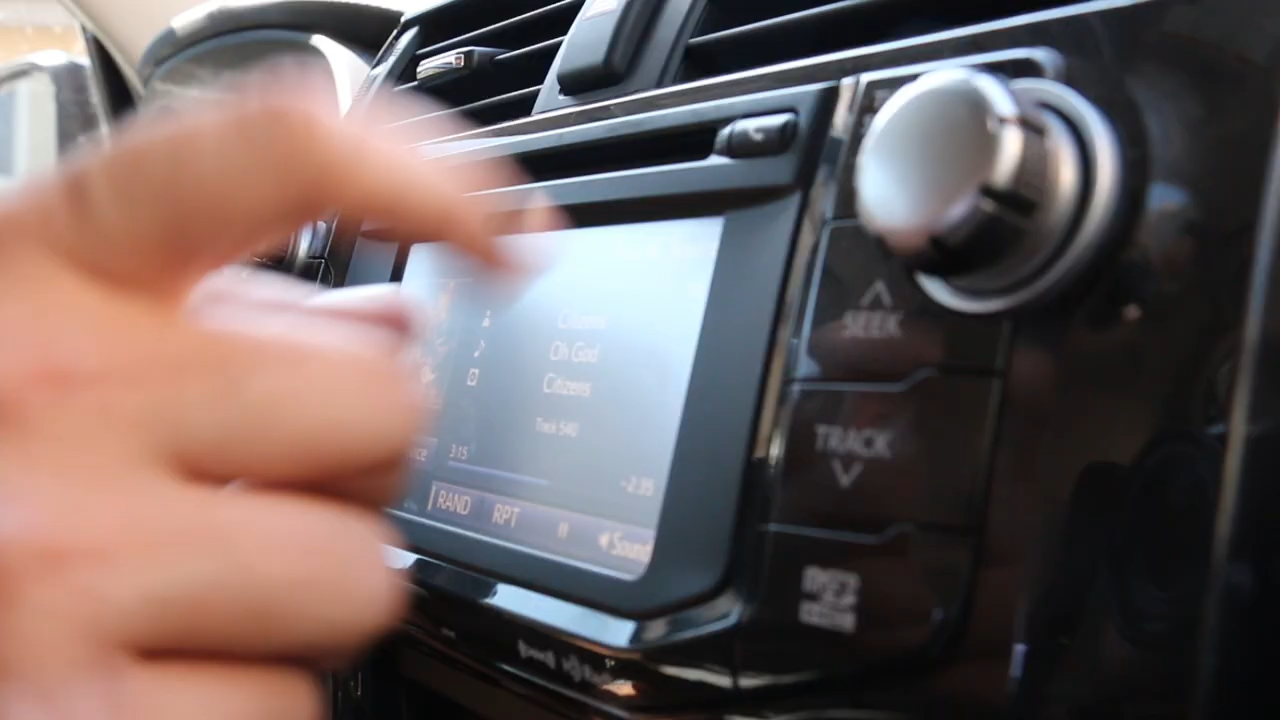 Citizens
Oh God
Citizens
Track 540
3:15
-2:35
RAND RPT Sound
SEEK
TRACK